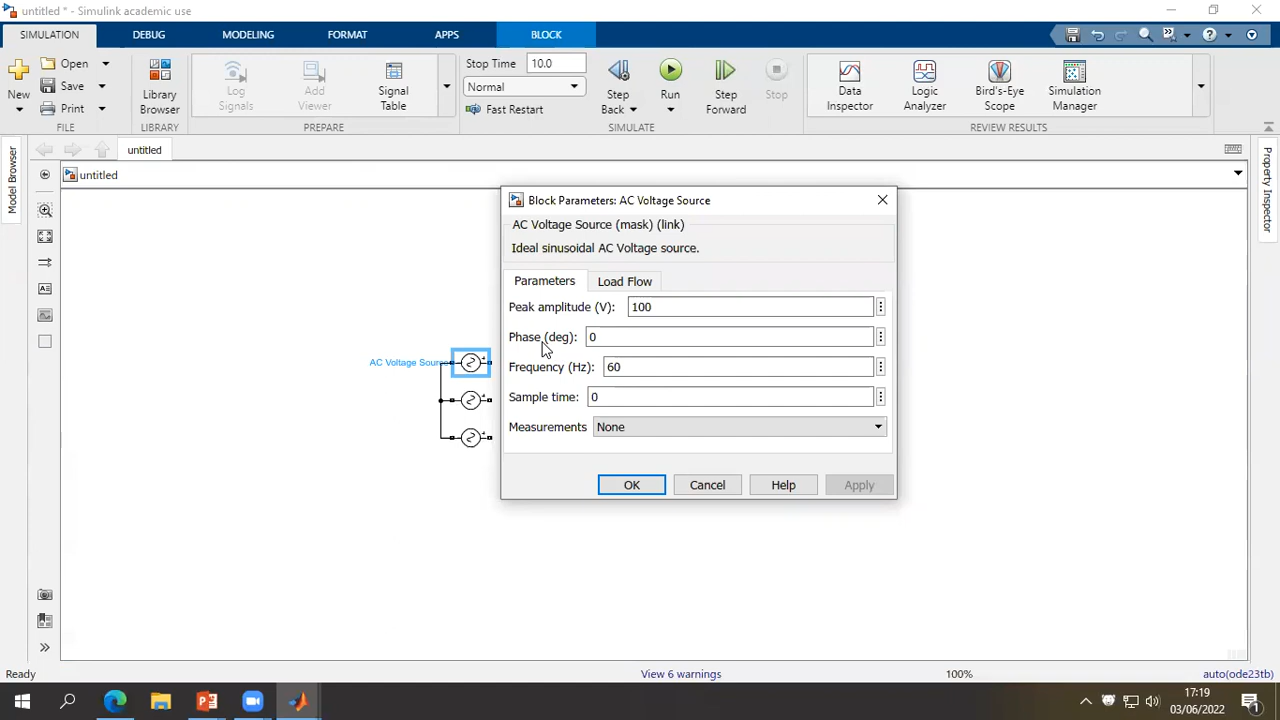 untitled * - Simulink academic use
SIMULATION DEBUG MODELING FORMAT APPS BLOCK
New Open Save Print FILE
Library Browser LIBRARY
Log Signals Add Viewer Signal Table PREPARE
Stop Time 10.0
Normal
Fast Restart
Step Back Run Step Forward Stop SIMULATE
Data Inspector Logic Analyzer Bird's-Eye Scope Simulation Manager REVIEW RESULTS
untitled
untitled
Model Browser
Property Inspector
AC Voltage Source
Block Parameters: AC Voltage Source
AC Voltage Source (mask) (link)
Ideal sinusoidal AC Voltage source.
Parameters Load Flow
Peak amplitude (V): 100
Phase (deg): 0
Frequency (Hz): 60
Sample time: 0
Measurements None
OK Cancel Help Apply
Ready View 6 warnings 100% auto(ode23tb)
17:19
03/06/2022
1